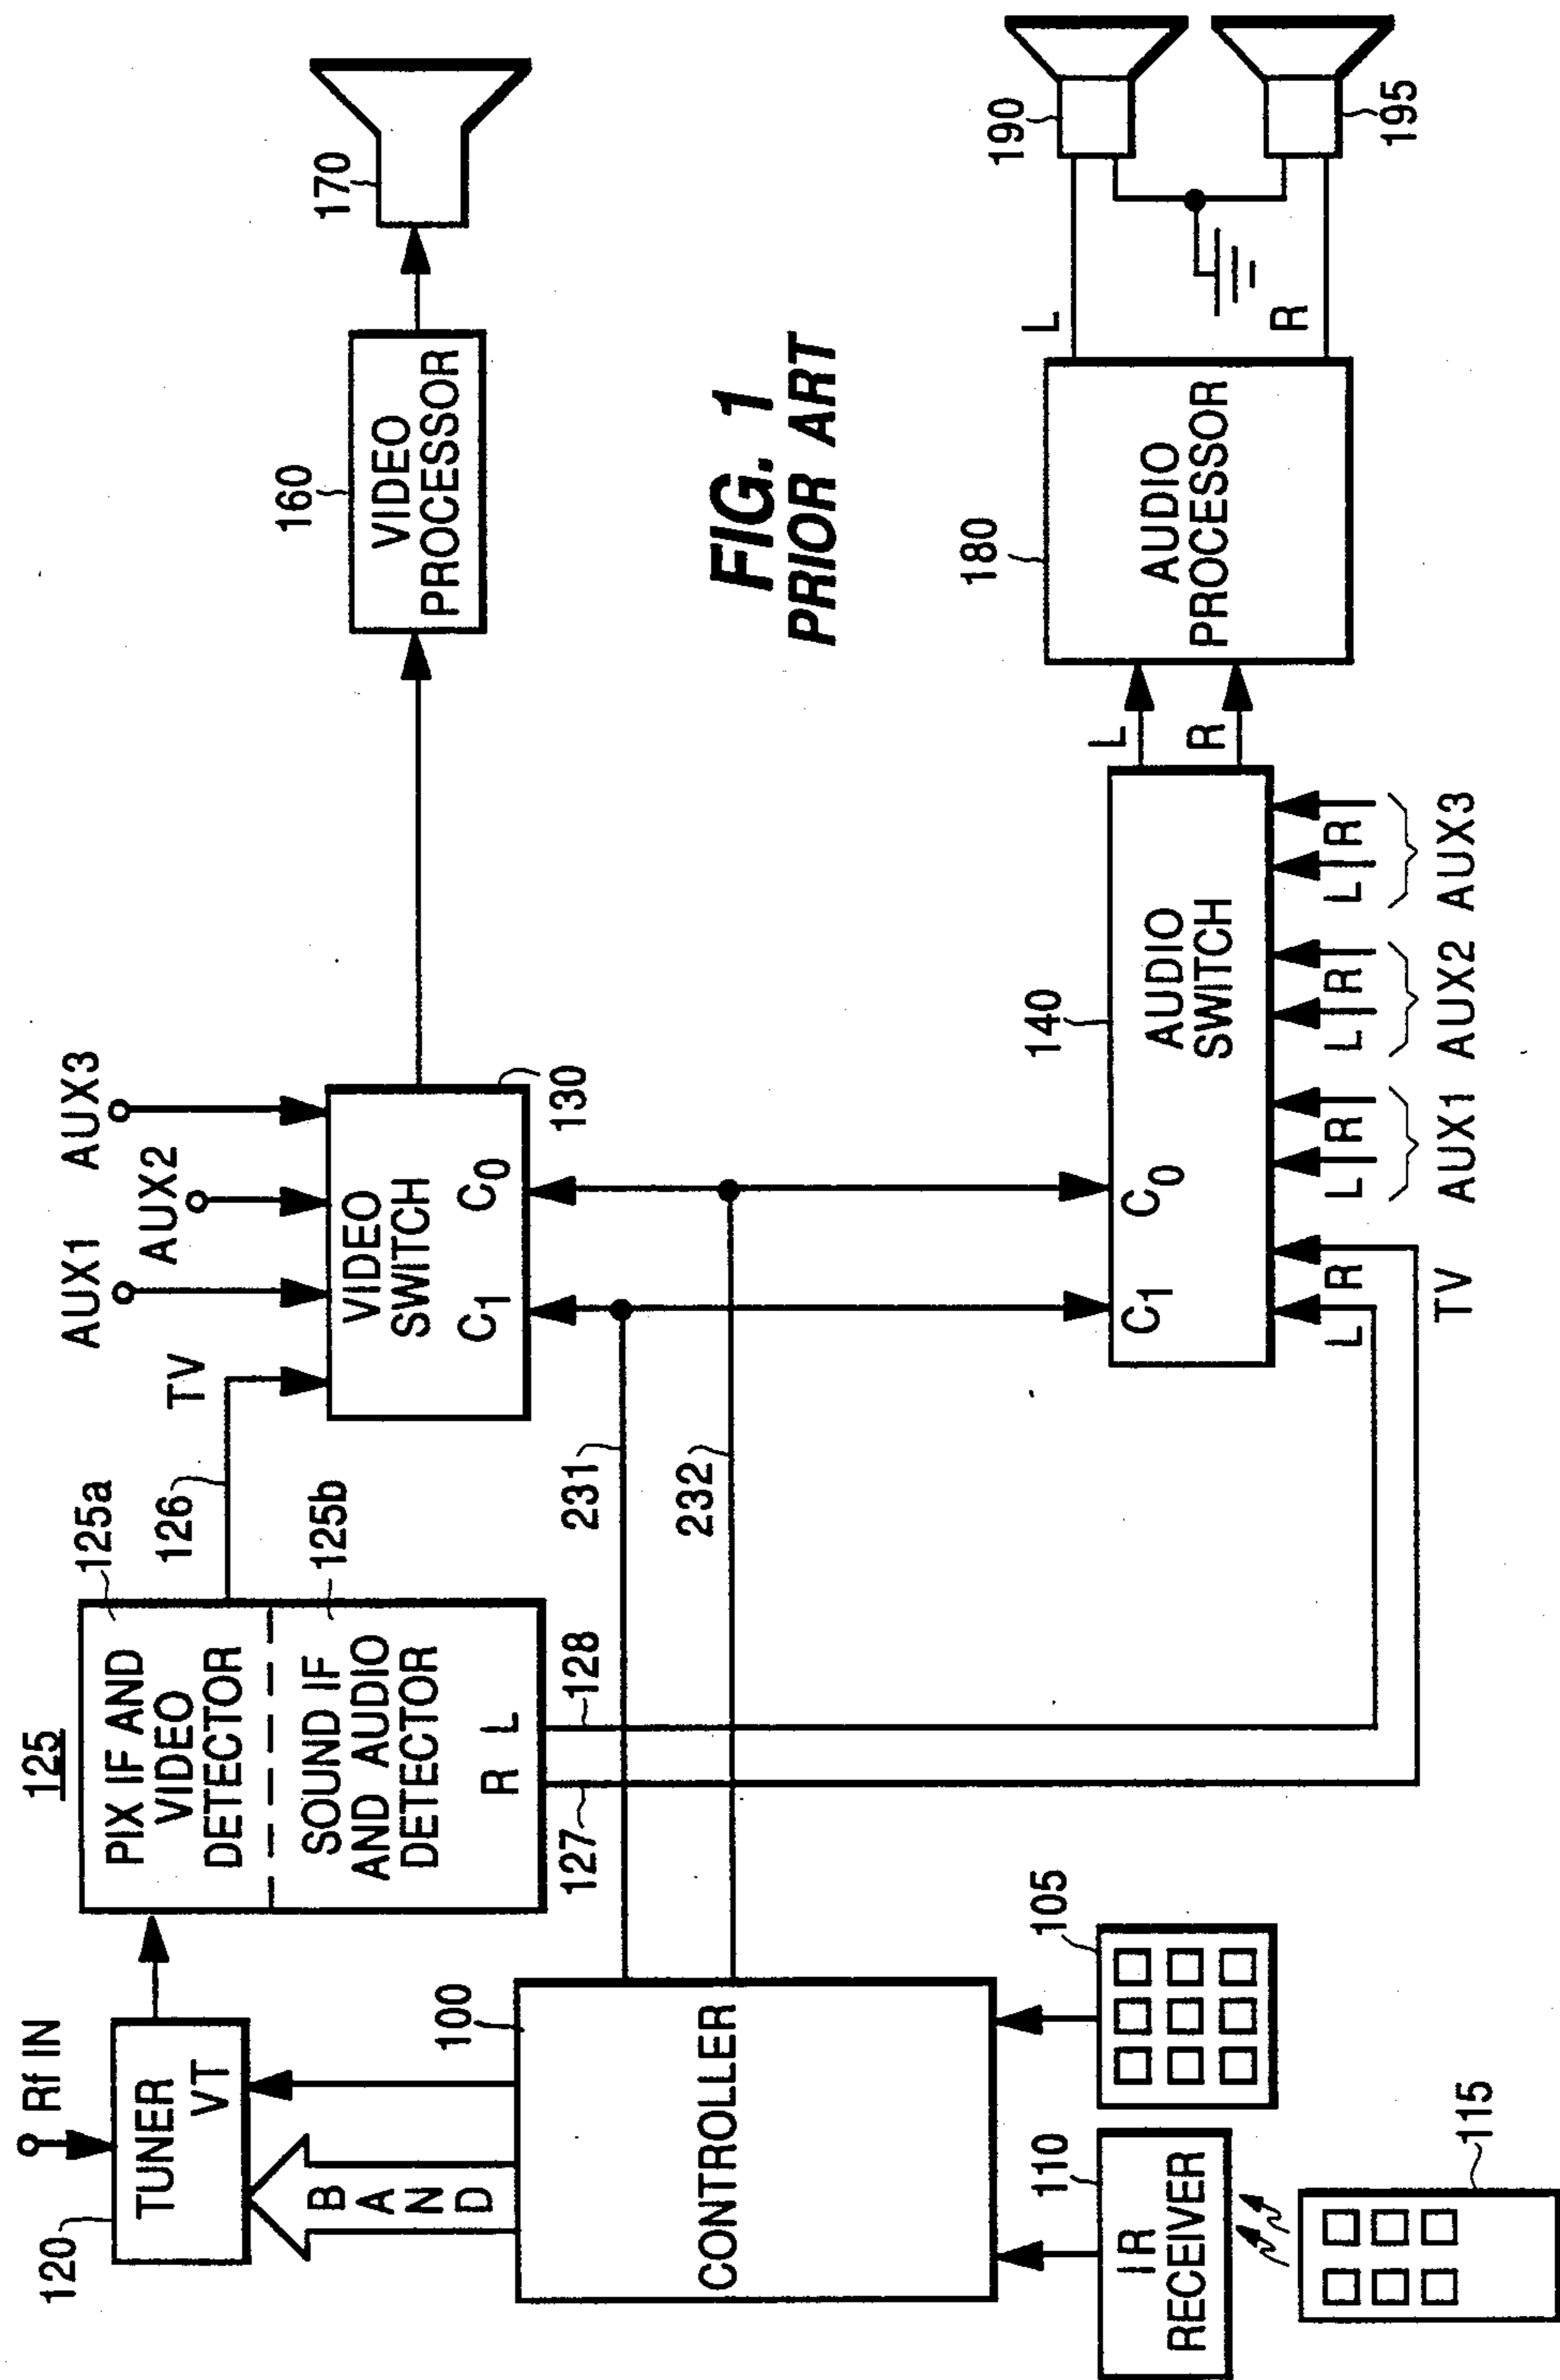 RF IN
120
TUNER
VT
BAND
125
PIX IF AND
VIDEO
DETECTOR
125a
SOUND IF
AND AUDIO
DETECTOR
125b
R L
126
TV
AUX1
AUX2
AUX3
VIDEO
SWITCH
C1 C0
130
160
VIDEO
PROCESSOR
170
100
CONTROLLER
127
128
231
232
FIG. 1
PRIOR ART
110
IR
RECEIVER
105
115
140
AUDIO
SWITCH
C1 C0
L R
TV
L R
AUX1
L R
AUX2
L R
AUX3
L
R
180
AUDIO
PROCESSOR
L
R
190
195